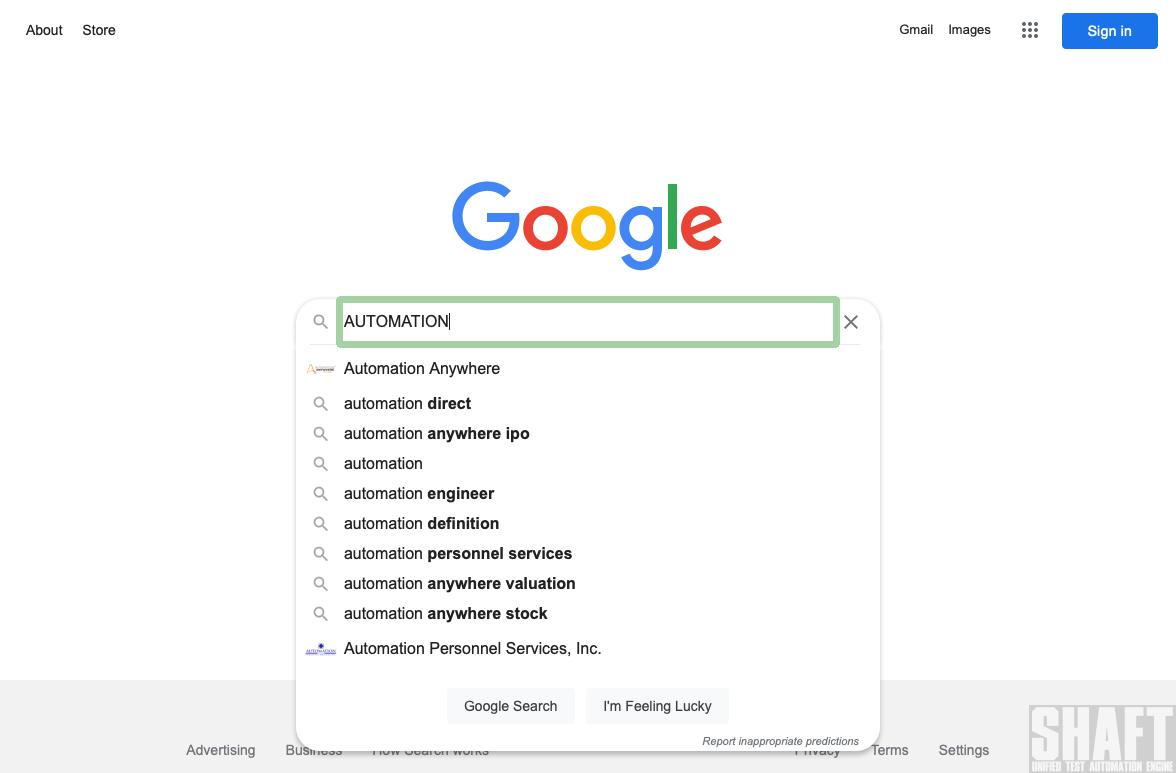 About Store
Gmail Images Sign in
Google
AUTOMATION
Automation Anywhere
automation direct
automation anywhere ipo
automation
automation engineer
automation definition
automation personnel services
automation anywhere valuation
automation anywhere stock
Automation Personnel Services, Inc.
Google Search I'm Feeling Lucky
Report inappropriate predictions
Advertising Business How Search works Privacy Terms Settings
SHAFT
UNIFIED TEST AUTOMATION ENGINE